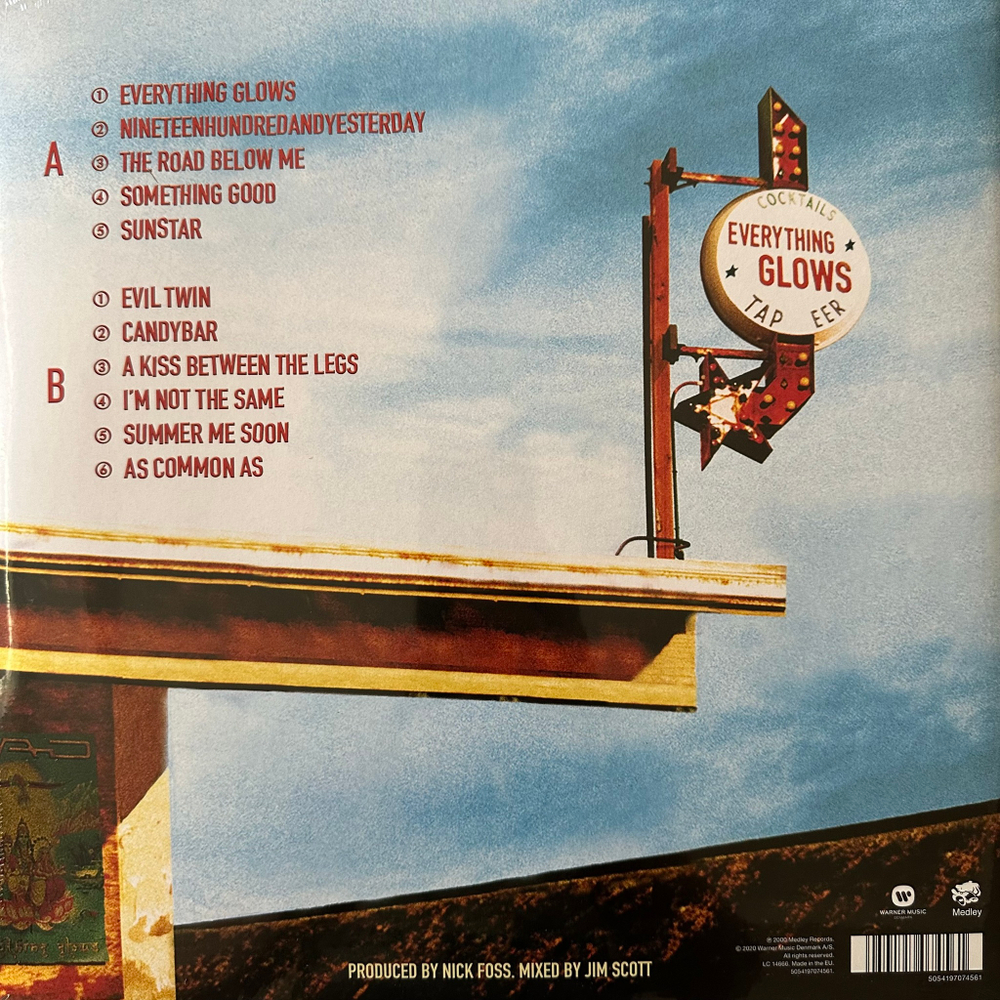 A
① EVERYTHING GLOWS
② NINETEENHUNDREDANDYESTERDAY
③ THE ROAD BELOW ME
④ SOMETHING GOOD
⑤ SUNSTAR
B
① EVIL TWIN
② CANDYBAR
③ A KISS BETWEEN THE LEGS
④ I'M NOT THE SAME
⑤ SUMMER ME SOON
⑥ AS COMMON AS
COCKTAILS
EVERYTHING
GLOWS
TAP EER
PRODUCED BY NICK FOSS. MIXED BY JIM SCOTT
WARNER MUSIC
Medley
℗ 2000 Medley Records.
© 2020 Warner Music Denmark A/S.
All rights reserved.
LC 14666. Made in the EU.
5054197074561.
5054197074561